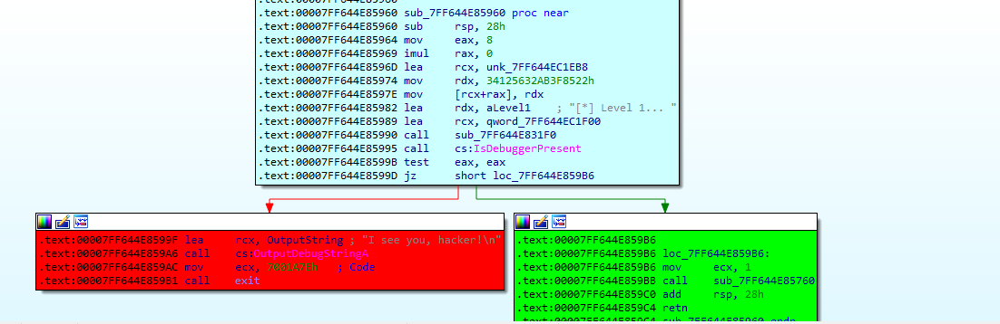 .text:00007FF644E85960
.text:00007FF644E85960 sub_7FF644E85960 proc near
.text:00007FF644E85960 sub rsp, 28h
.text:00007FF644E85964 mov eax, 8
.text:00007FF644E85969 imul rax, 0
.text:00007FF644E8596D lea rcx, unk_7FF644EC1EB8
.text:00007FF644E85974 mov rdx, 34125632AB3F8522h
.text:00007FF644E8597E mov [rcx+rax], rdx
.text:00007FF644E85982 lea rdx, aLevel1 ; "[*] Level 1... "
.text:00007FF644E85989 lea rcx, qword_7FF644EC1F00
.text:00007FF644E85990 call sub_7FF644E831F0
.text:00007FF644E85995 call cs:IsDebuggerPresent
.text:00007FF644E8599B test eax, eax
.text:00007FF644E8599D jz short loc_7FF644E859B6
.text:00007FF644E8599F lea rcx, OutputString ; "I see you, hacker!\n"
.text:00007FF644E859A6 call cs:OutputDebugStringA
.text:00007FF644E859AC mov ecx, ; Code
.text:00007FF644E859B1 call exit
.text:00007FF644E859B6
.text:00007FF644E859B6 loc_7FF644E859B6:
.text:00007FF644E859B6 mov ecx, 1
.text:00007FF644E859BB call sub_7FF644E85760
.text:00007FF644E859C0 add rsp, 28h
.text:00007FF644E859C4 retn
.text:00007FF644E859C4 sub_7FF644E85960 endp